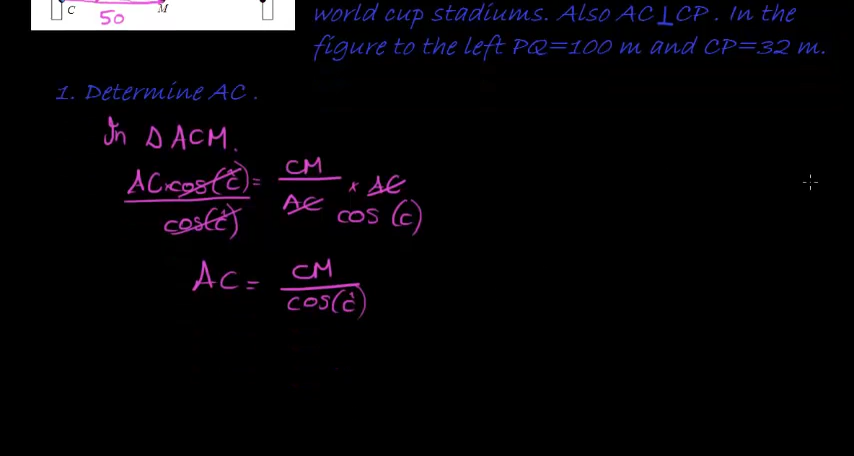 C
M
50
world cup stadiums. Also AC⊥CP. In the
figure to the left PQ=100 m and CP=32 m.
1. Determine AC.
In Δ ACM.
AC×cos(ĉ) = CM × AC
cos(ĉ) AC cos (c)
AC = CM
cos(ĉ)